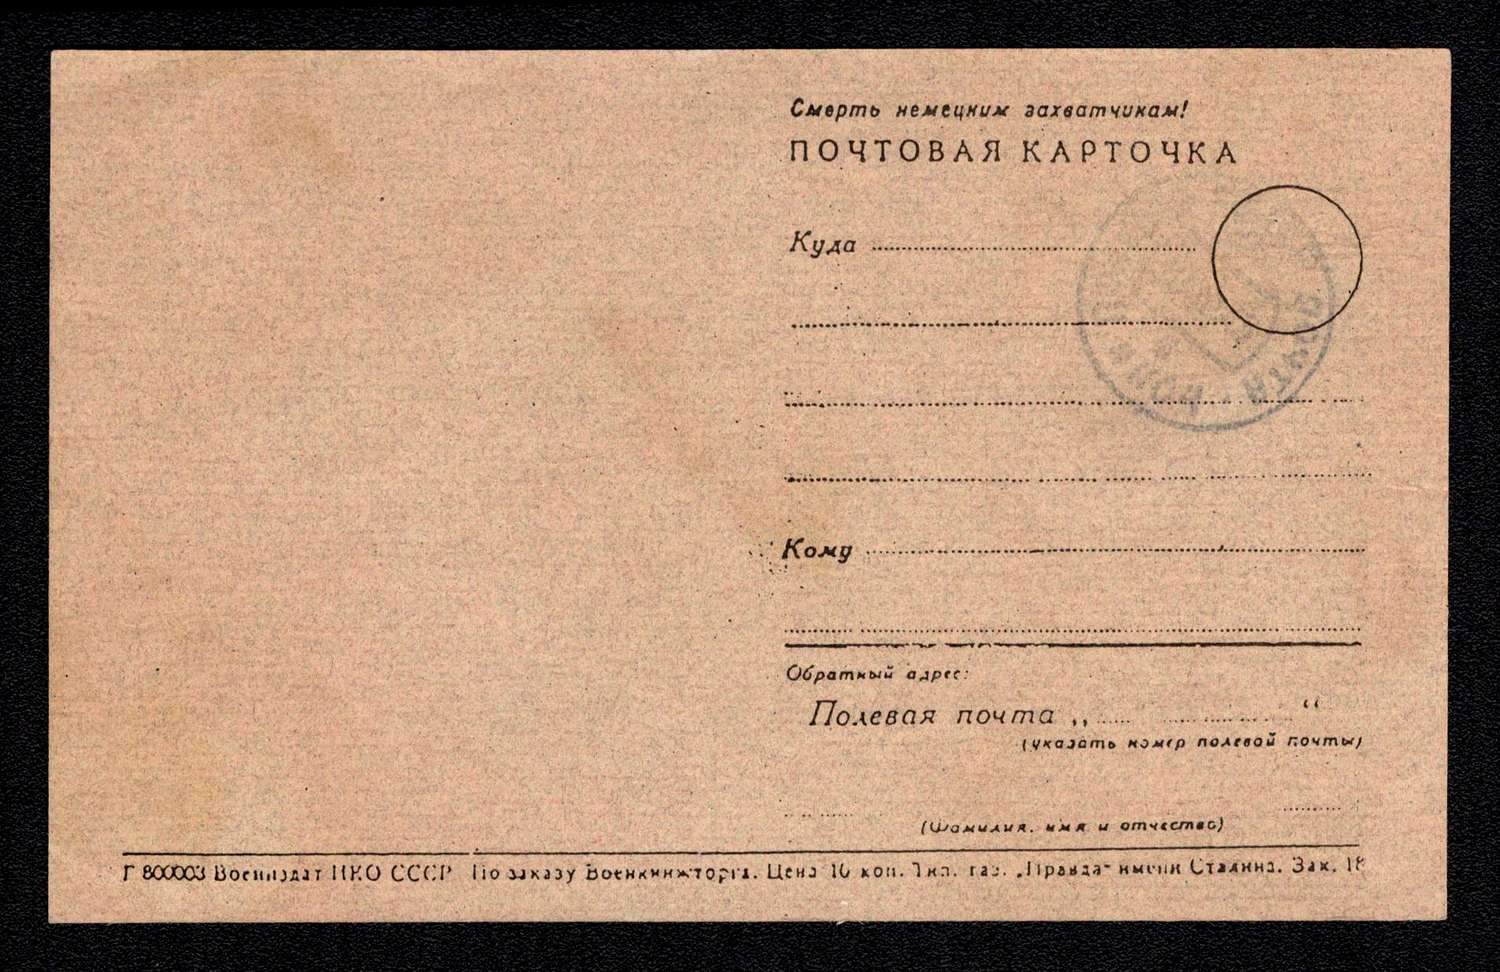 Смерть немецким захватчикам!
ПОЧТОВАЯ КАРТОЧКА
Куда
Кому
Обратный адрес:
Полевая почта „ “
(указать номер полевой почты)
(Фамилия, имя и отчество)
Г 800003 Воениздат НКО СССР По заказу Военкнижторга. Цена 10 коп. Тип. газ. „Правда“ имени Сталина. Зак. 18